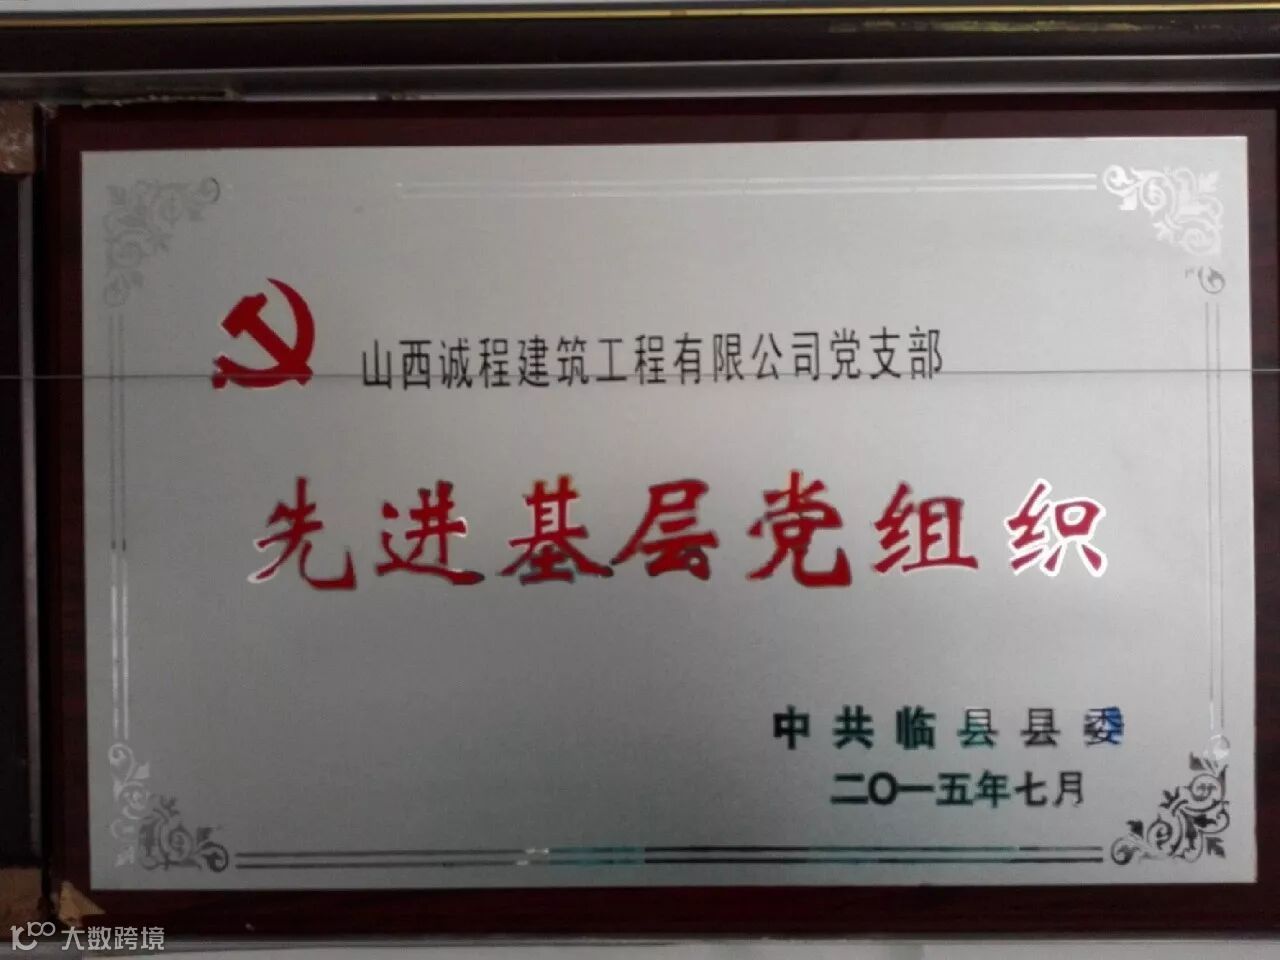 山西诚程建筑工程有限公司党支部
先进基层党组织
中共临县县委
二〇一五年七月
大数跨境